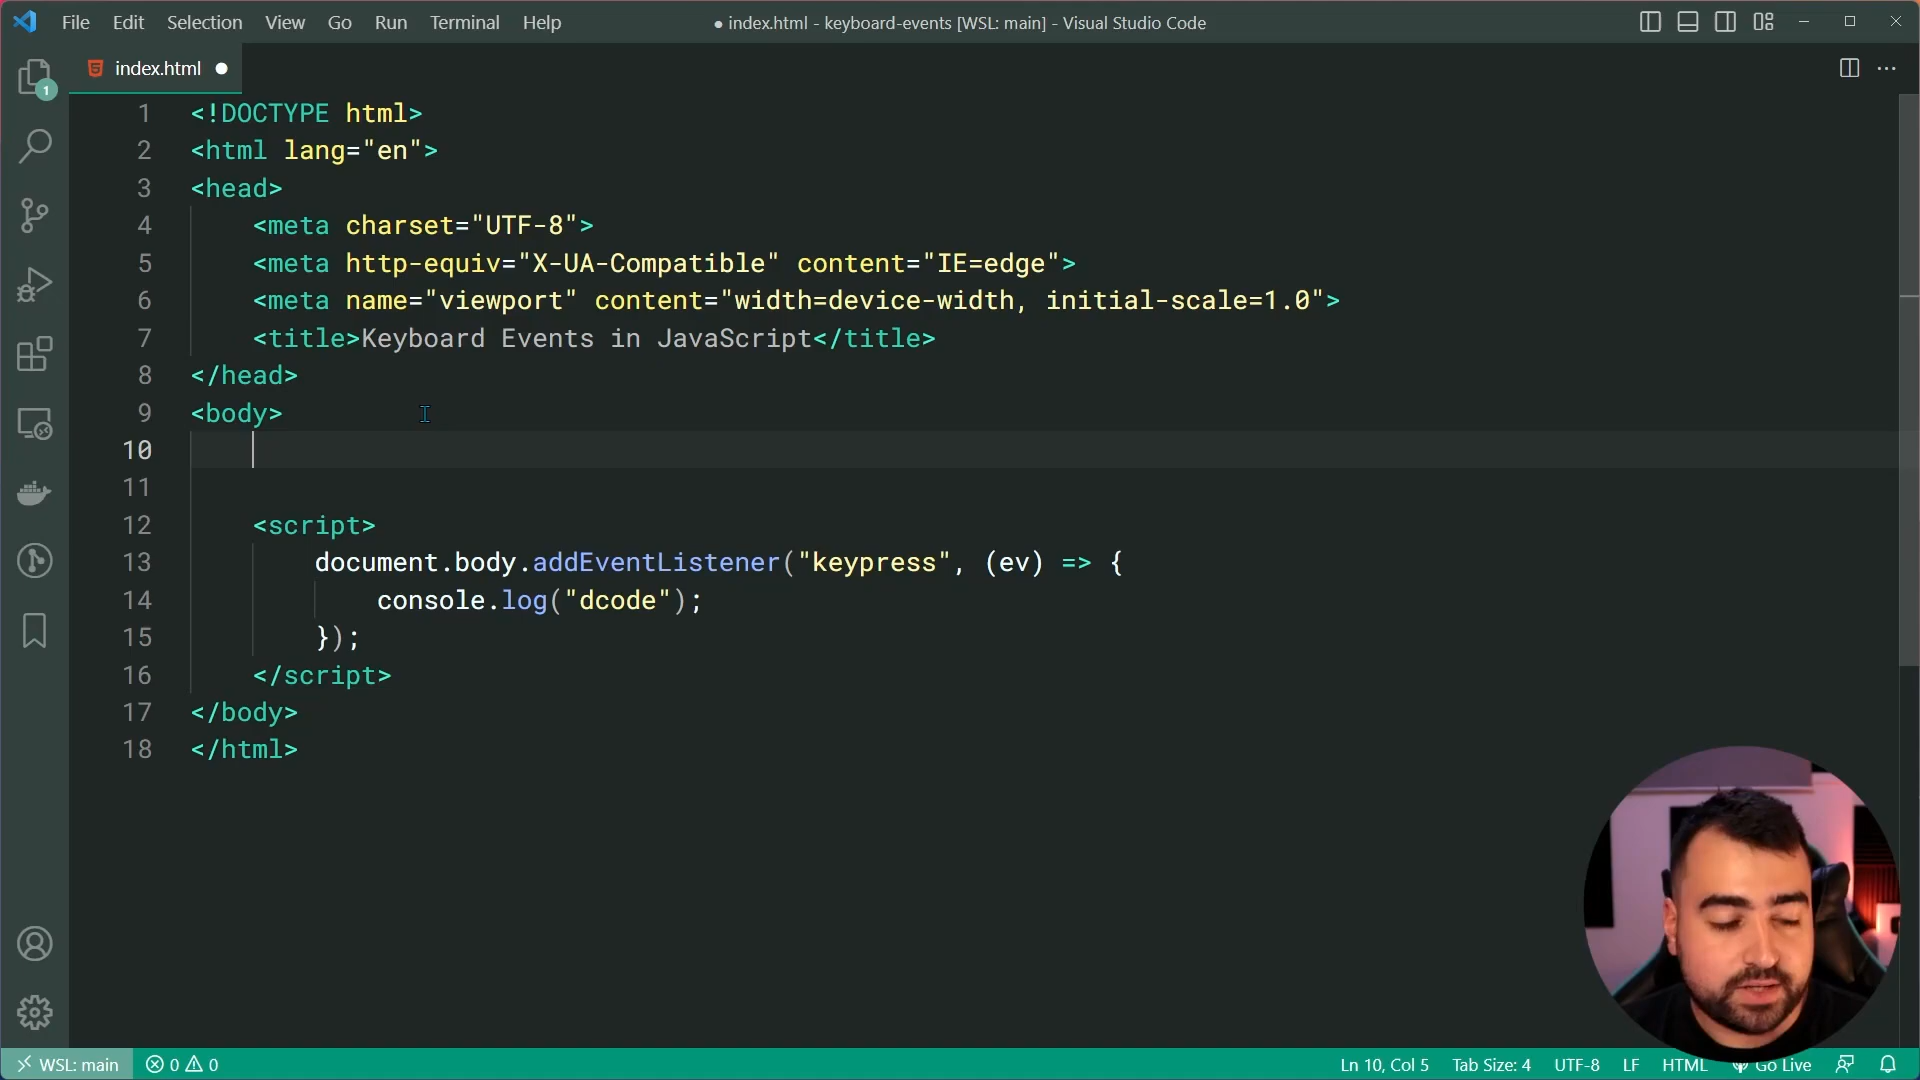 File Edit Selection View Go Run Terminal Help
● index.html - keyboard-events [WSL: main] - Visual Studio Code
1
index.html ●
1 <!DOCTYPE html>
2 <html lang="en">
3 <head>
4     <meta charset="UTF-8">
5     <meta http-equiv="X-UA-Compatible" content="IE=edge">
6     <meta name="viewport" content="width=device-width, initial-scale=1.0">
7     <title>Keyboard Events in JavaScript</title>
8 </head>
9 <body>
10
11
12     <script>
13         document.body.addEventListener("keypress", (ev) => {
14             console.log("dcode");
15         });
16     </script>
17 </body>
18 </html>
WSL: main 0 0 Ln 10, Col 5 Tab Size: 4 UTF-8 LF HTML Go Live